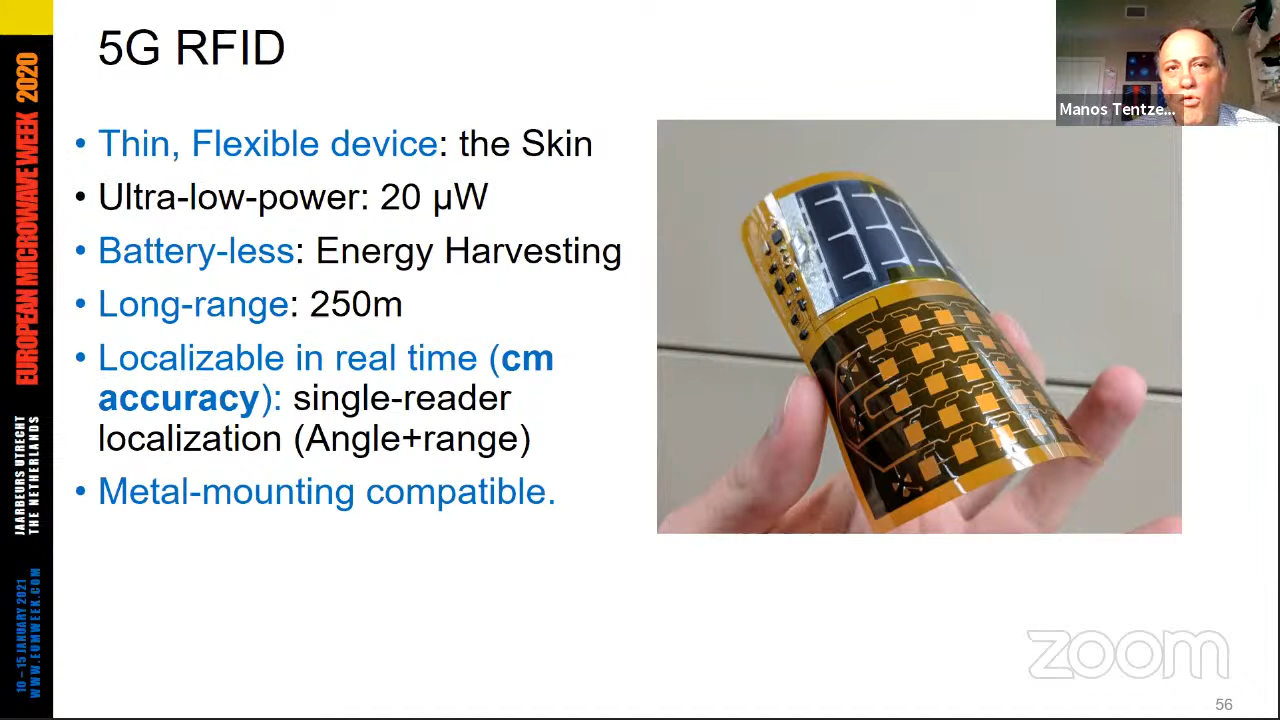 5G RFID
Manos Tentze...
• Thin, Flexible device: the Skin
• Ultra-low-power: 20 μW
• Battery-less: Energy Harvesting
• Long-range: 250m
• Localizable in real time (cm
accuracy): single-reader
localization (Angle+range)
• Metal-mounting compatible.
EUROPEAN MICROWAVE WEEK 2020
JAARBEURS UTRECHT
THE NETHERLANDS
10 – 15 JANUARY 2021
WWW.EUMWEEK.COM
zoom
56